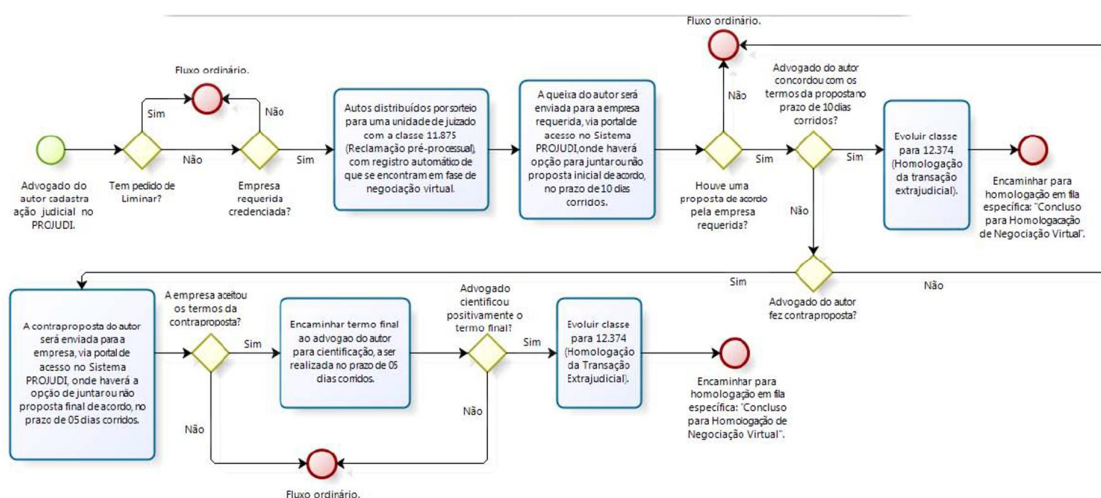 Fluxo ordinário.
Sim
Não
Advogado do
autor cadastra
ação judicial no
PROJUDI.
Tem pedido de
Liminar?
Não
Empresa
requerida
credenciada?
Sim
Autos distribuídos por sorteio
para uma unidade de juizado
com a classe 11.875
(Reclamação pré-processual),
com registro automático de
que se encontram em fase de
negociação virtual.
A queixa do autor será
enviada para a empresa
requerida, via portal de
acesso no Sistema
PROJUDI, onde haverá
opção para juntar ou não
proposta inicial de acordo,
no prazo de 10 dias
corridos.
Fluxo ordinário.
Não
Houve uma
proposta de acordo
pela empresa
requerida?
Sim
Advogado do autor
concordou com os
termos da proposta no
prazo de 10 dias
corridos?
Sim
Não
Evoluir classe
para 12.374
(Homologação
da transação
extrajudicial).
Encaminhar para
homologação em fila
específica: "Concluso
para Homologacação
de Negociação Virtual".
Sim
Não
Advogado do autor
fez contraproposta?
A contraproposta do autor
será enviada para a
empresa, via portal de
acesso no Sistema
PROJUDI, onde haverá a
opção de juntar ou não
proposta final de acordo, no
prazo de 05 dias corridos.
A empresa aceitou
os termos da
contraproposta?
Sim
Não
Encaminhar termo final
ao advogao do autor
para cientificação, a ser
realizada no prazo de 05
dias corridos.
Advogado
cientificou
positivamente o
termo final?
Sim
Não
Evoluir classe
para 12.374
(Homologação
da Transação
Extrajudicial).
Encaminhar para
homologação em fila
específica: "Concluso
para Homologação de
Negociação Virtual".
Fluxo ordinário.